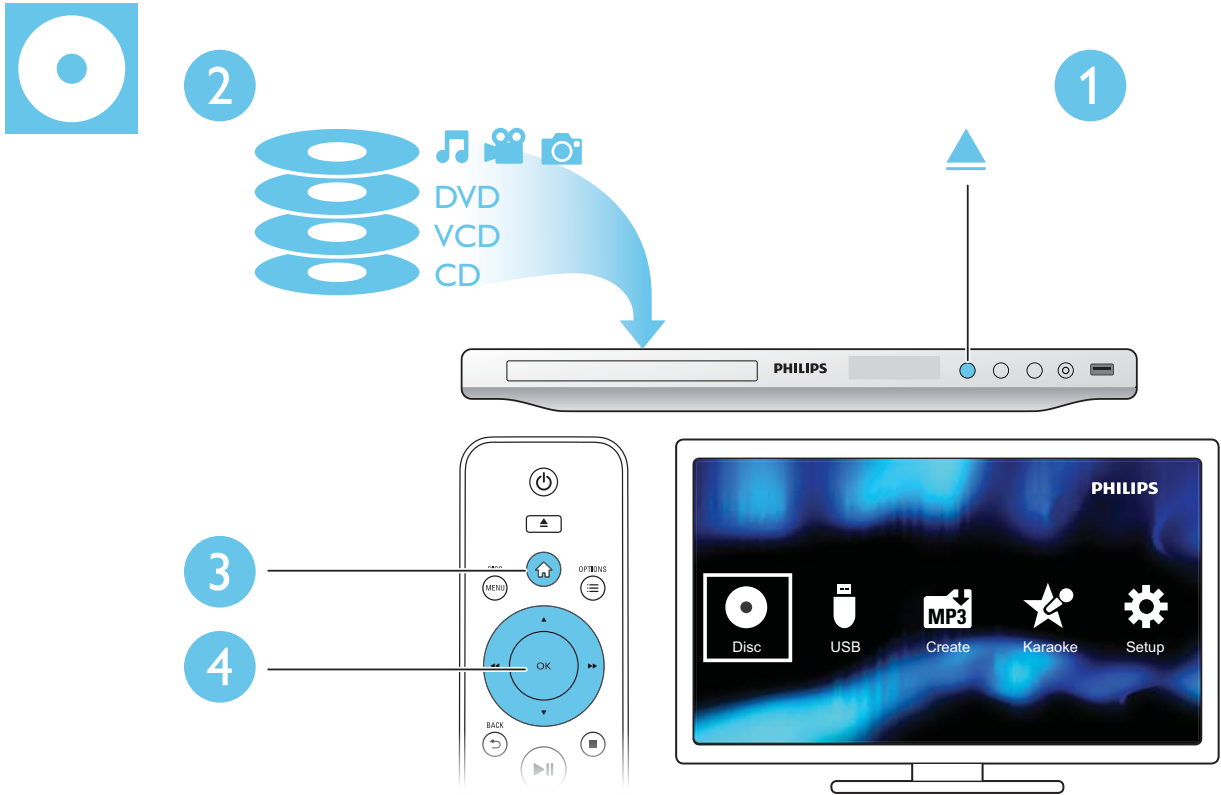 2
1
DVD
VCD
CD
PHILIPS
3
OPTIONS
MENU
4
OK
BACK
PHILIPS
MP3
Disc
USB
Create
Karaoke
Setup